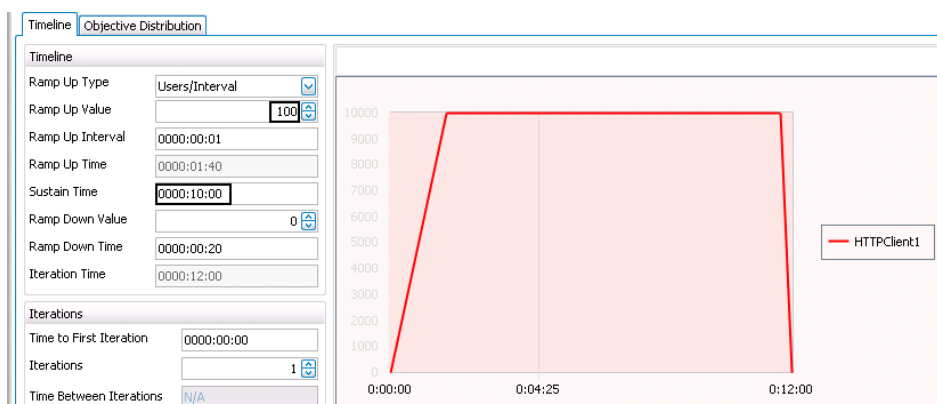 Timeline Objective Distribution
Timeline
Ramp Up Type Users/Interval
Ramp Up Value 100
Ramp Up Interval 0000:00:01
Ramp Up Time 0000:01:40
Sustain Time 0000:10:00
Ramp Down Value 0
Ramp Down Time 0000:00:20
Iteration Time 0000:12:00
Iterations
Time to First Iteration 0000:00:00
Iterations 1
Time Between Iterations N/A
10000
9000
8000
7000
6000
5000
4000
3000
2000
1000
0
0:00:00 0:04:25 0:12:00
HTTPClient1